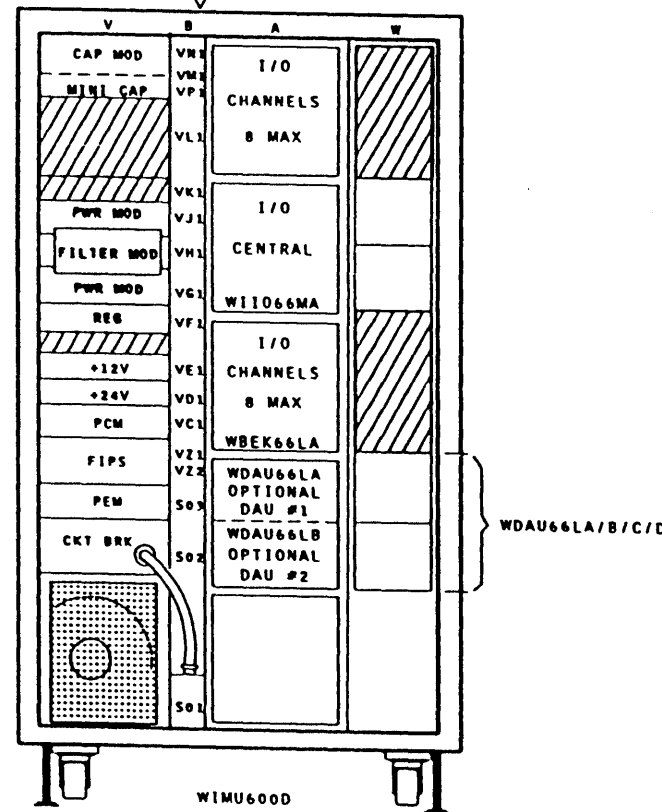 V B A W
CAP MOD
MINI CAP
PWR MOD
FILTER MOD
PWR MOD
REG
+12V
+24V
PCM
FIPS
PEM
CKT BRK
VN1
VM1
VP1
VL1
VK1
VJ1
VH1
VG1
VF1
VE1
VD1
VC1
VZ1
VZ2
S03
S02
S01
I/O
CHANNELS
8 MAX
I/O
CENTRAL
WIIO66MA
I/O
CHANNELS
8 MAX
WBEK66LA
WDAU66LA
OPTIONAL
DAU #1
WDAU66LB
OPTIONAL
DAU #2
WDAU66LA/B/C/D
WIMU600D